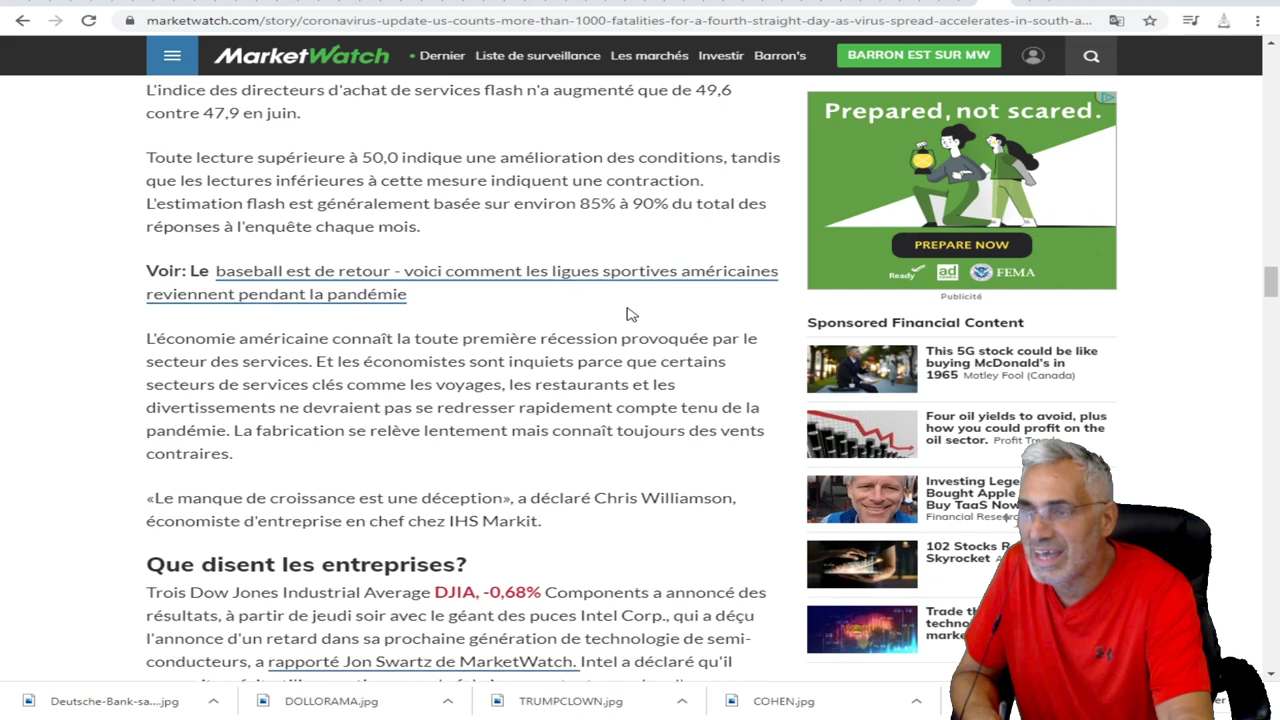 marketwatch.com/story/coronavirus-update-us-counts-more-than-1000-fatalities-for-a-fourth-straight-day-as-virus-spread-accelerates-in-south-a...
MarketWatch
Dernier Liste de surveillance Les marchés Investir Barron's
BARRON EST SUR MW
L'indice des directeurs d'achat de services flash n'a augmenté que de 49,6
contre 47,9 en juin.
Toute lecture supérieure à 50,0 indique une amélioration des conditions, tandis
que les lectures inférieures à cette mesure indiquent une contraction.
L'estimation flash est généralement basée sur environ 85% à 90% du total des
réponses à l'enquête chaque mois.
Voir: Le baseball est de retour - voici comment les ligues sportives américaines
reviennent pendant la pandémie
L'économie américaine connaît la toute première récession provoquée par le
secteur des services. Et les économistes sont inquiets parce que certains
secteurs de services clés comme les voyages, les restaurants et les
divertissements ne devraient pas se redresser rapidement compte tenu de la
pandémie. La fabrication se relève lentement mais connaît toujours des vents
contraires.
«Le manque de croissance est une déception», a déclaré Chris Williamson,
économiste d'entreprise en chef chez IHS Markit.
Que disent les entreprises?
Trois Dow Jones Industrial Average DJIA, -0,68% Components a annoncé des
résultats, à partir de jeudi soir avec le géant des puces Intel Corp., qui a déçu
l'annonce d'un retard dans sa prochaine génération de technologie de semi-
conducteurs, a rapporté Jon Swartz de MarketWatch. Intel a déclaré qu'il
Prepared, not scared.
PREPARE NOW
Ready ad FEMA
Publicité
Sponsored Financial Content
This 5G stock could be like
buying McDonald's in
1965 Motley Fool (Canada)
Four oil yields to avoid, plus
how you could profit on the
oil sector. Profit
Investing
Bought Apple
Buy TaaS Now
Financial
102 Stocks
Skyrocket
Trade
Deutsche-Bank-sa....jpg
DOLLORAMA.jpg
TRUMPCLOWN.jpg
COHEN.jpg